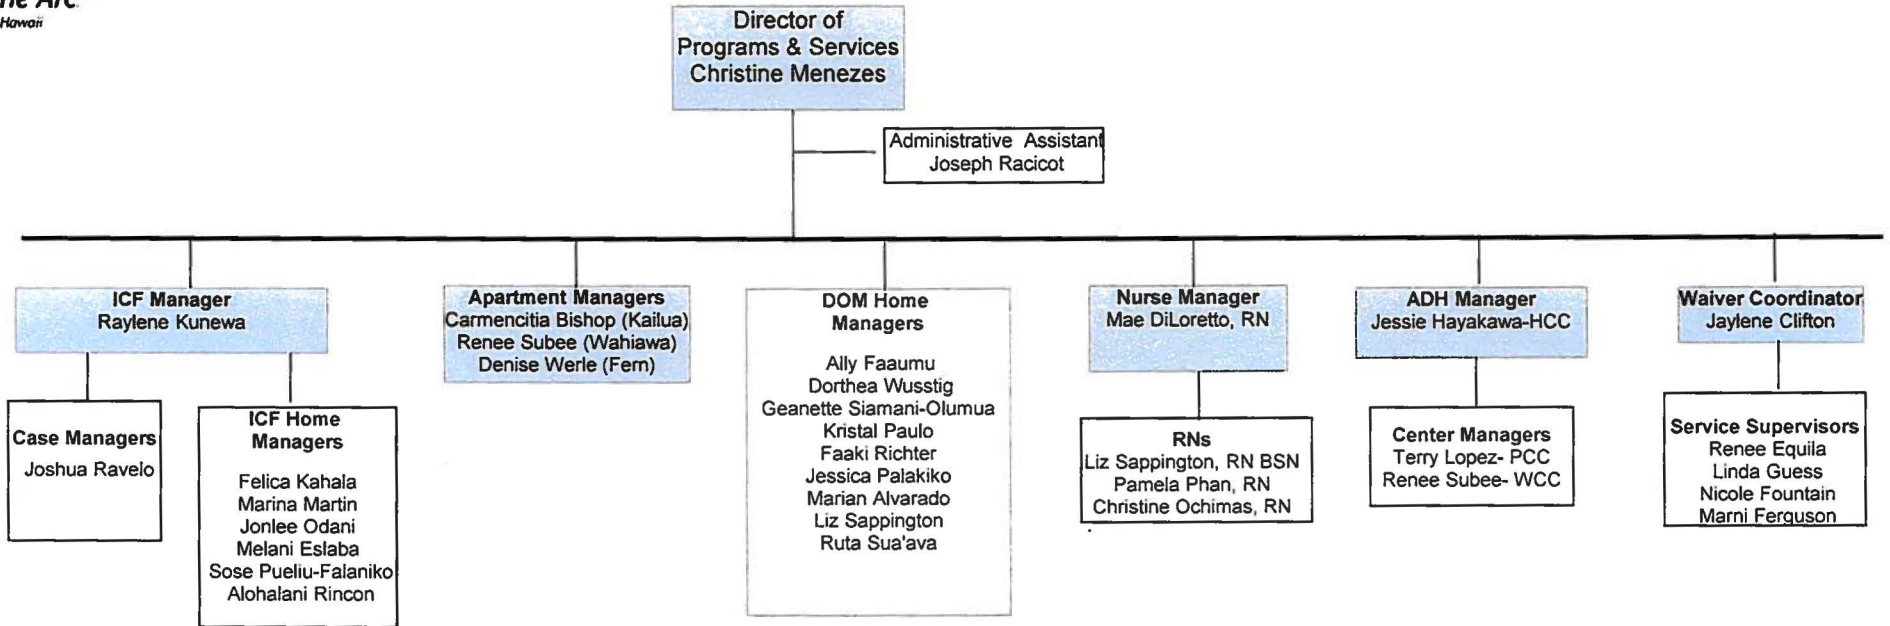 he Arc
Hawaii
Director of
Programs & Services
Christine Menezes
Administrative Assistant
Joseph Racicot
ICF Manager
Raylene Kunewa
Case Managers
Joshua Ravelo
ICF Home
Managers
Felica Kahala
Marina Martin
Jonlee Odani
Melani Eslaba
Sose Pueliu-Falaniko
Alohalani Rincon
Apartment Managers
Carmencitia Bishop (Kailua)
Renee Subee (Wahiawa)
Denise Werle (Fern)
DOM Home
Managers
Ally Faaumu
Dorthea Wusstig
Geanette Siamani-Olumua
Kristal Paulo
Faaki Richter
Jessica Palakiko
Marian Alvarado
Liz Sappington
Ruta Sua'ava
Nurse Manager
Mae DiLoretto, RN
RNs
Liz Sappington, RN BSN
Pamela Phan, RN
Christine Ochimas, RN
ADH Manager
Jessie Hayakawa-HCC
Center Managers
Terry Lopez- PCC
Renee Subee- WCC
Waiver Coordinator
Jaylene Clifton
Service Supervisors
Renee Equila
Linda Guess
Nicole Fountain
Marni Ferguson